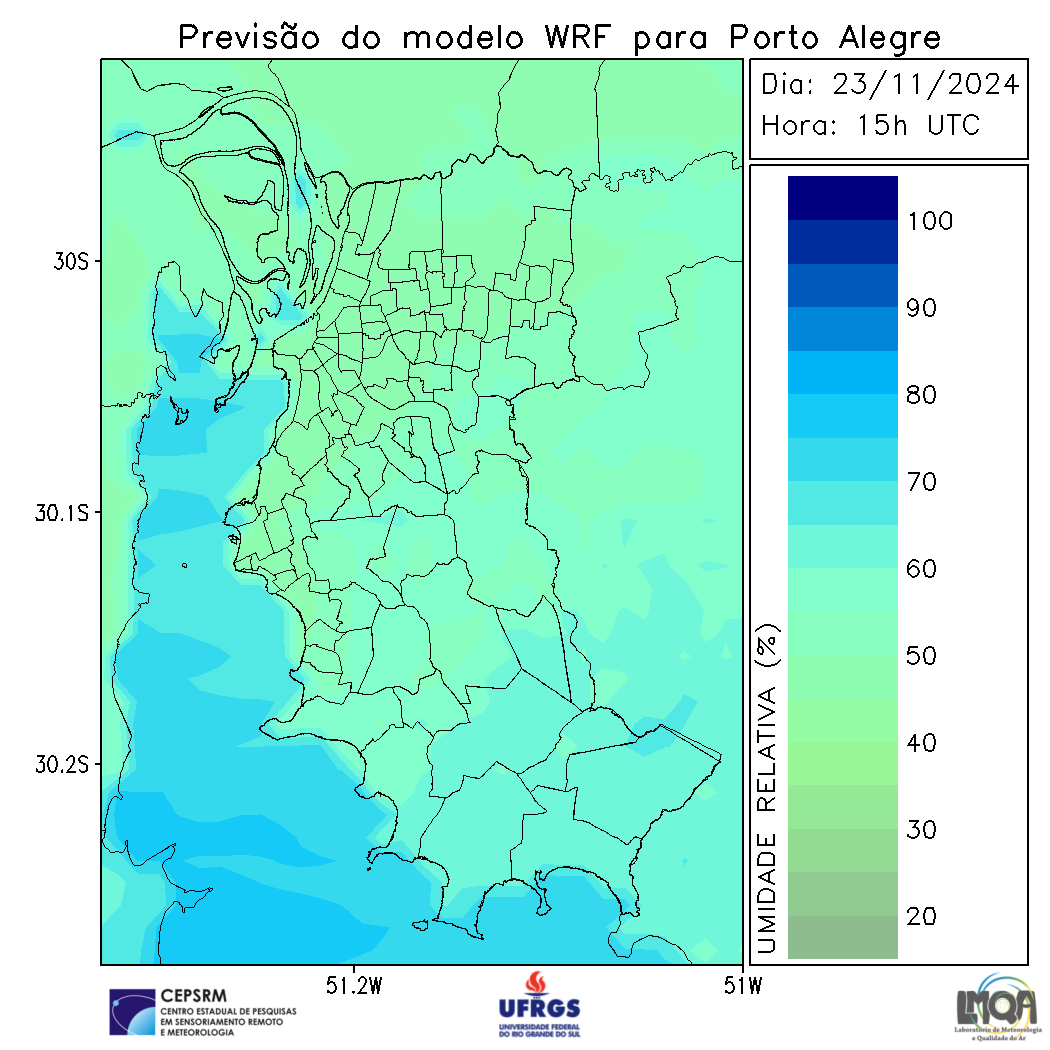 Previsão do modelo WRF para Porto Alegre
Dia: 23/11/2024
Hora: 15h UTC
30S
30.1S
30.2S
51.2W
51W
100
90
80
70
60
50
40
30
20
UMIDADE RELATIVA (%)
CEPSRM
CENTRO ESTADUAL DE PESQUISAS
EM SENSORIAMENTO REMOTO
E METEOROLOGIA
UFRGS
UNIVERSIDADE FEDERAL
DO RIO GRANDE DO SUL
LMQA
Laboratório de Meteorologia
e Qualidade do Ar